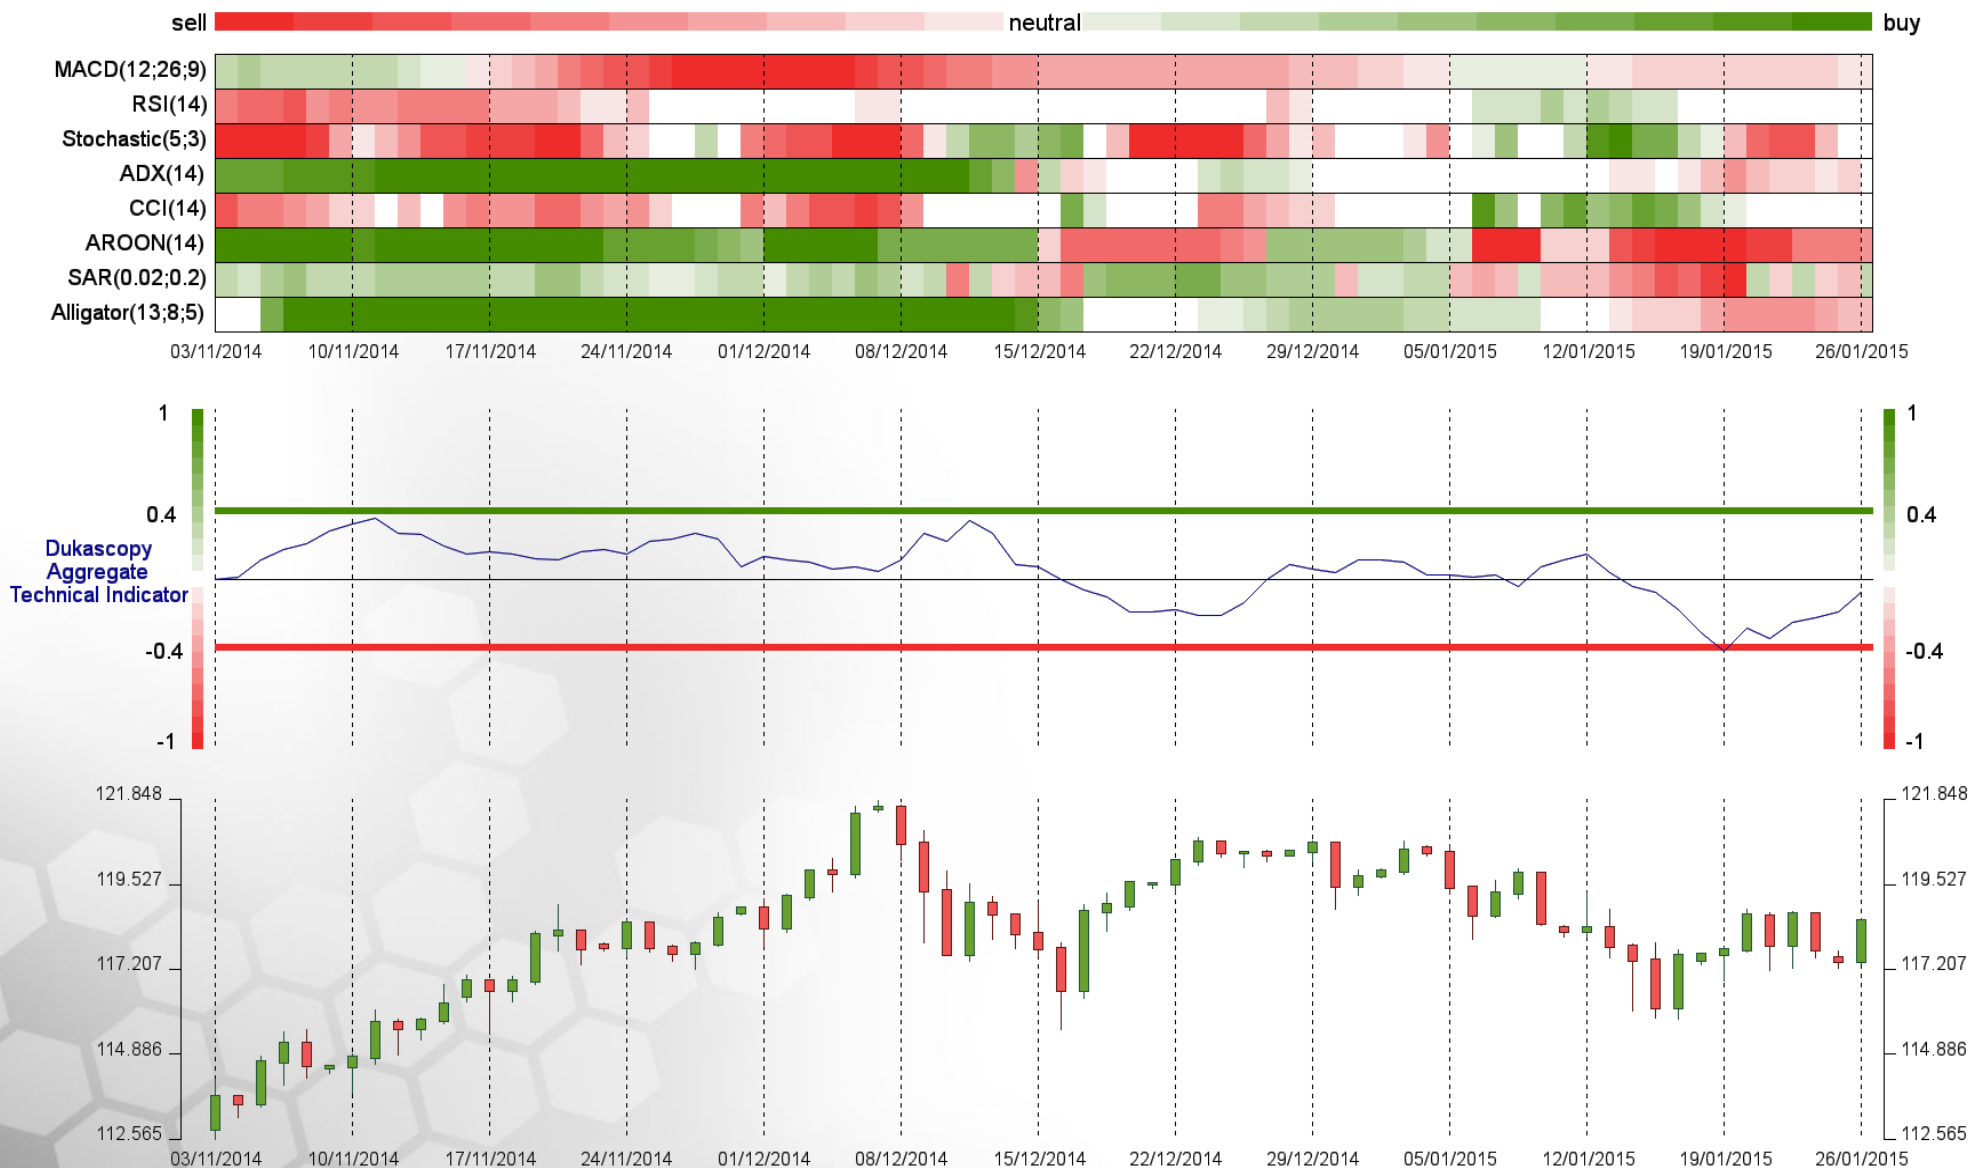 sell neutral buy
MACD(12;26;9)
RSI(14)
Stochastic(5;3)
ADX(14)
CCI(14)
AROON(14)
SAR(0.02;0.2)
Alligator(13;8;5)
03/11/2014 10/11/2014 17/11/2014 24/11/2014 01/12/2014 08/12/2014 15/12/2014 22/12/2014 29/12/2014 05/01/2015 12/01/2015 19/01/2015 26/01/2015
1 1
0.4 0.4
Dukascopy
Aggregate
Technical Indicator
-0.4 -0.4
-1 -1
121.848 121.848
119.527 119.527
117.207 117.207
114.886 114.886
112.565 112.565
03/11/2014 10/11/2014 17/11/2014 24/11/2014 01/12/2014 08/12/2014 15/12/2014 22/12/2014 29/12/2014 05/01/2015 12/01/2015 19/01/2015 26/01/2015